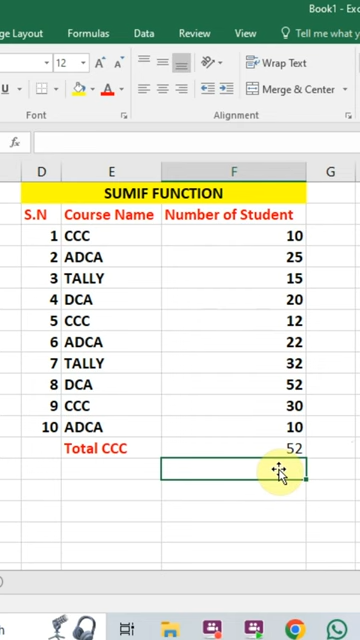 Book1 - Exc
ge Layout Formulas Data Review View Tell me what yo
12 A A Wrap Text
U A Merge & Center
Font Alignment
fx
D E F G
SUMIF FUNCTION
S.N Course Name Number of Student
1 CCC 10
2 ADCA 25
3 TALLY 15
4 DCA 20
5 CCC 12
6 ADCA 22
7 TALLY 32
8 DCA 52
9 CCC 30
10 ADCA 10
Total CCC 52
h